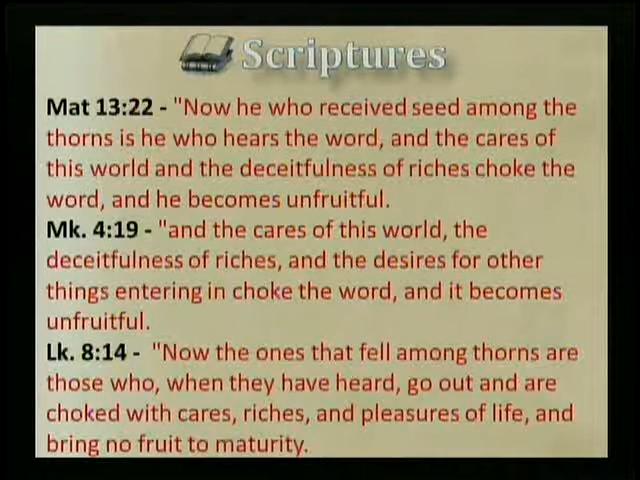 Scriptures
Mat 13:22 - "Now he who received seed among the
thorns is he who hears the word, and the cares of
this world and the deceitfulness of riches choke the
word, and he becomes unfruitful.
Mk. 4:19 - "and the cares of this world, the
deceitfulness of riches, and the desires for other
things entering in choke the word, and it becomes
unfruitful.
Lk. 8:14 -  "Now the ones that fell among thorns are
those who, when they have heard, go out and are
choked with cares, riches, and pleasures of life, and
bring no fruit to maturity.